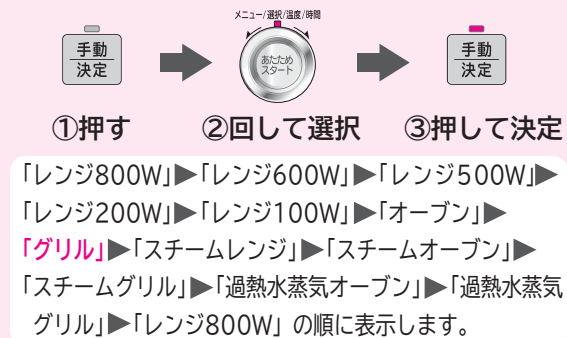 メニュー/選択/温度/時間
手動
決定
あたため
スタート
手動
決定
①押す
②回して選択
③押して決定
「レンジ800W」▶「レンジ600W」▶「レンジ500W」▶
「レンジ200W」▶「レンジ100W」▶「オーブン」▶
「グリル」▶「スチームレンジ」▶「スチームオーブン」▶
「スチームグリル」▶「過熱水蒸気オーブン」▶「過熱水蒸気
グリル」▶「レンジ800W」の順に表示します。